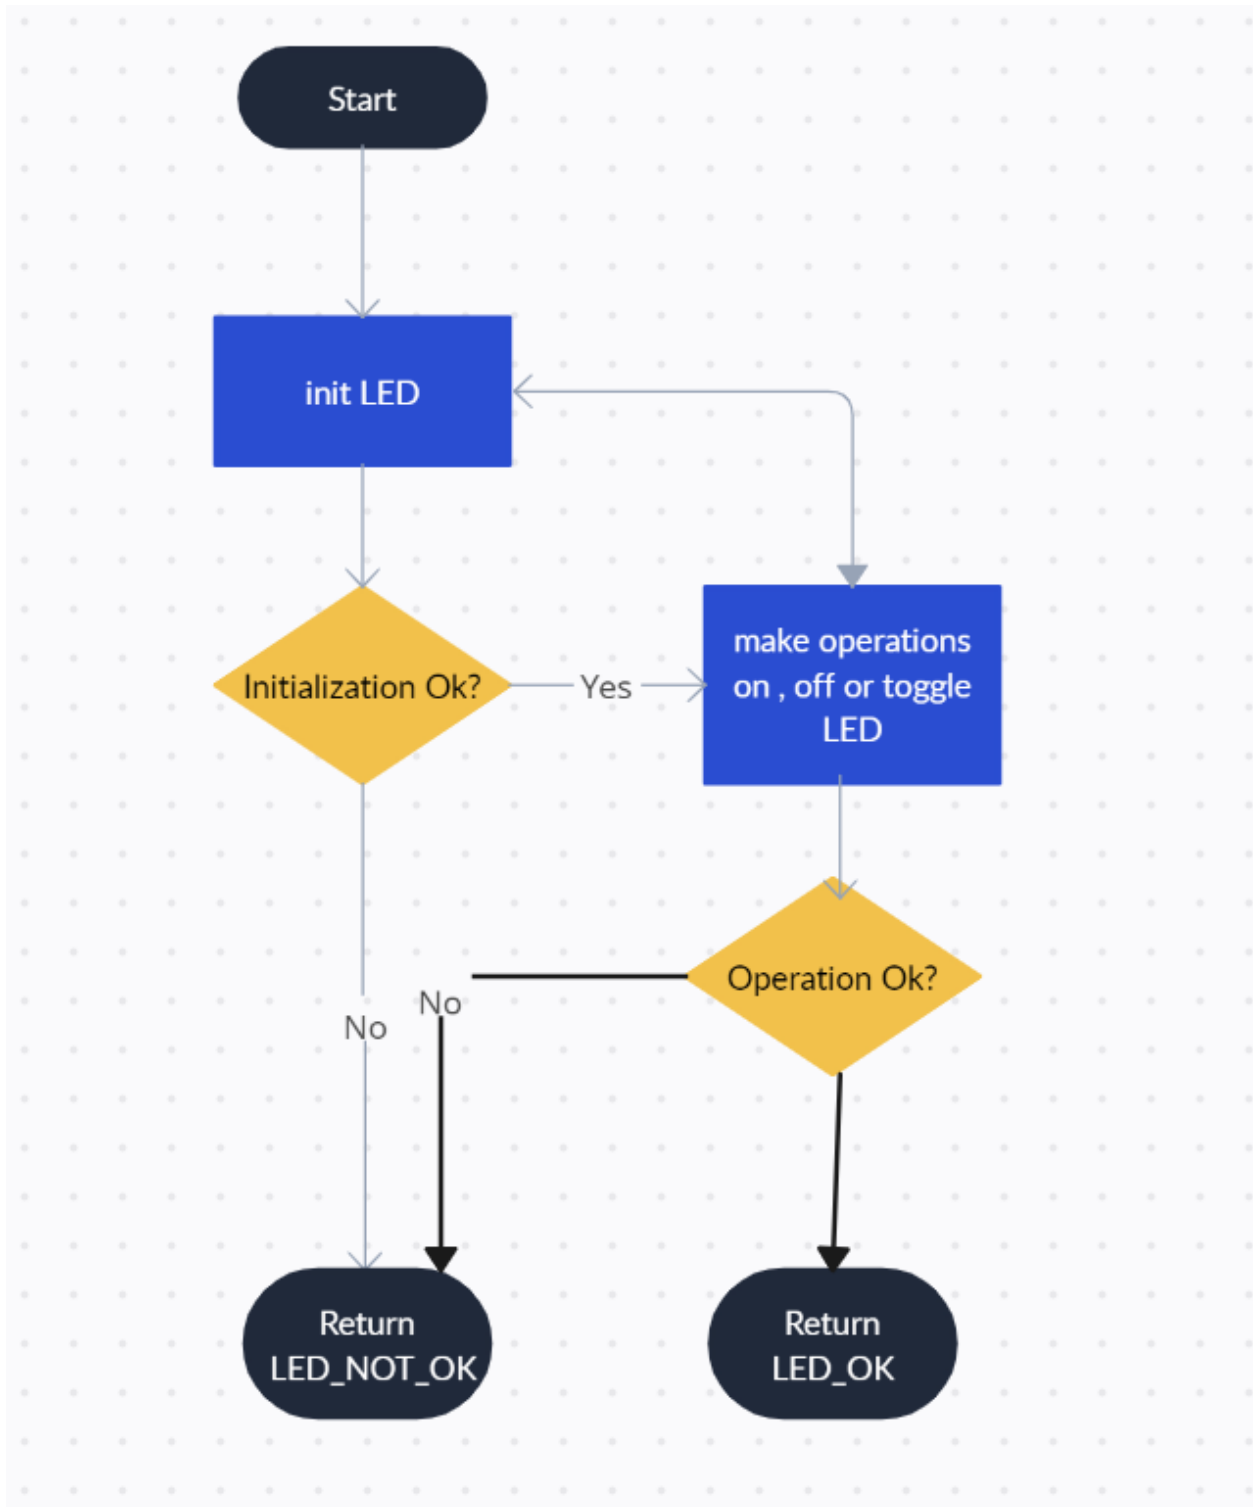 Start
init LED
Initialization Ok?
Yes
make operations
on , off or toggle
LED
Operation Ok?
No
No
Return
LED_NOT_OK
Return
LED_OK